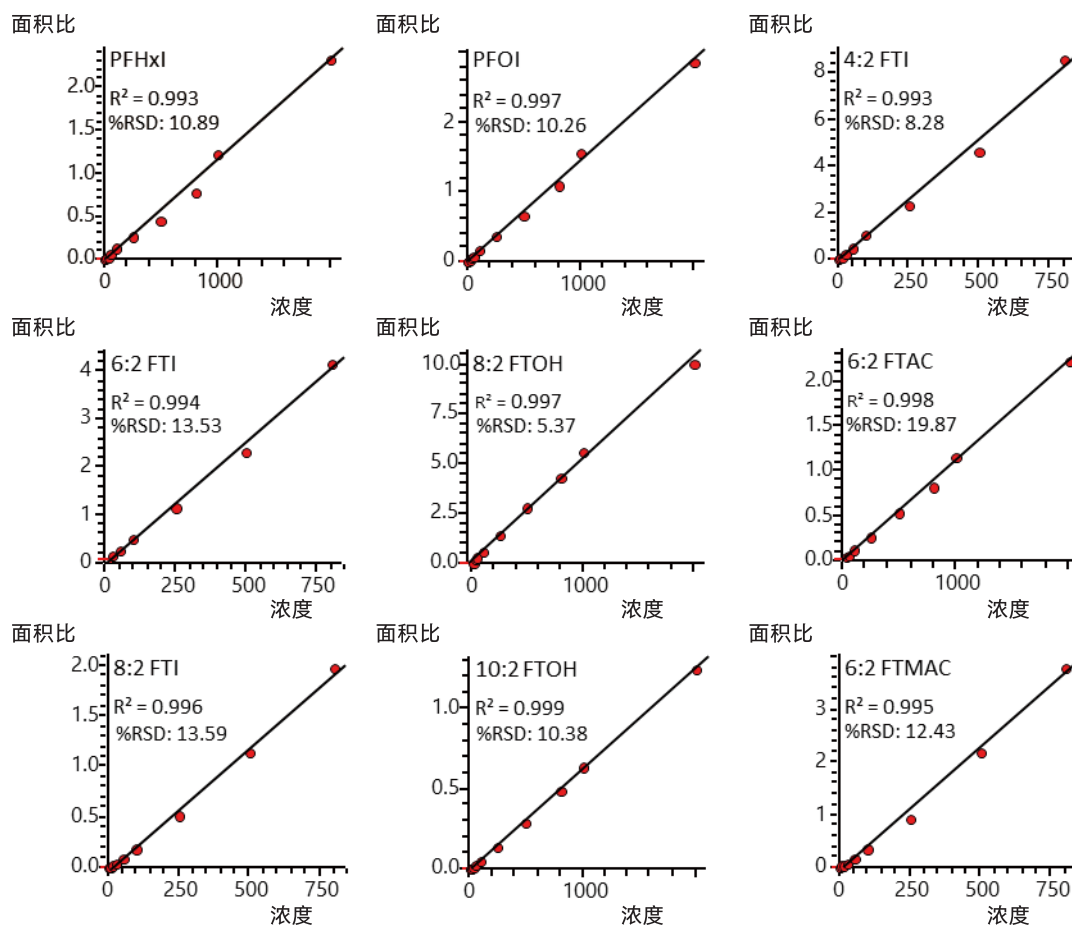 面积比
PFHxI
R² = 0.993
%RSD: 10.89
2.0
1.5
1.0
0.5
0.0
0
1000
浓度
面积比
PFOI
R² = 0.997
%RSD: 10.26
2
1
0
0
1000
浓度
面积比
4:2 FTI
R² = 0.993
%RSD: 8.28
8
6
4
2
0
0
250
500
750
浓度
面积比
6:2 FTI
R² = 0.994
%RSD: 13.53
4
3
2
1
0
0
250
500
750
浓度
面积比
8:2 FTOH
R² = 0.997
%RSD: 5.37
10.0
7.5
5.0
2.5
0.0
0
1000
浓度
面积比
6:2 FTAC
R² = 0.998
%RSD: 19.87
2.0
1.5
1.0
0.5
0.0
0
1000
浓度
面积比
8:2 FTI
R² = 0.996
%RSD: 13.59
2.0
1.5
1.0
0.5
0.0
0
250
500
750
浓度
面积比
10:2 FTOH
R² = 0.999
%RSD: 10.38
1.0
0.5
0.0
0
1000
浓度
面积比
6:2 FTMAC
R² = 0.995
%RSD: 12.43
3
2
1
0
0
250
500
750
浓度